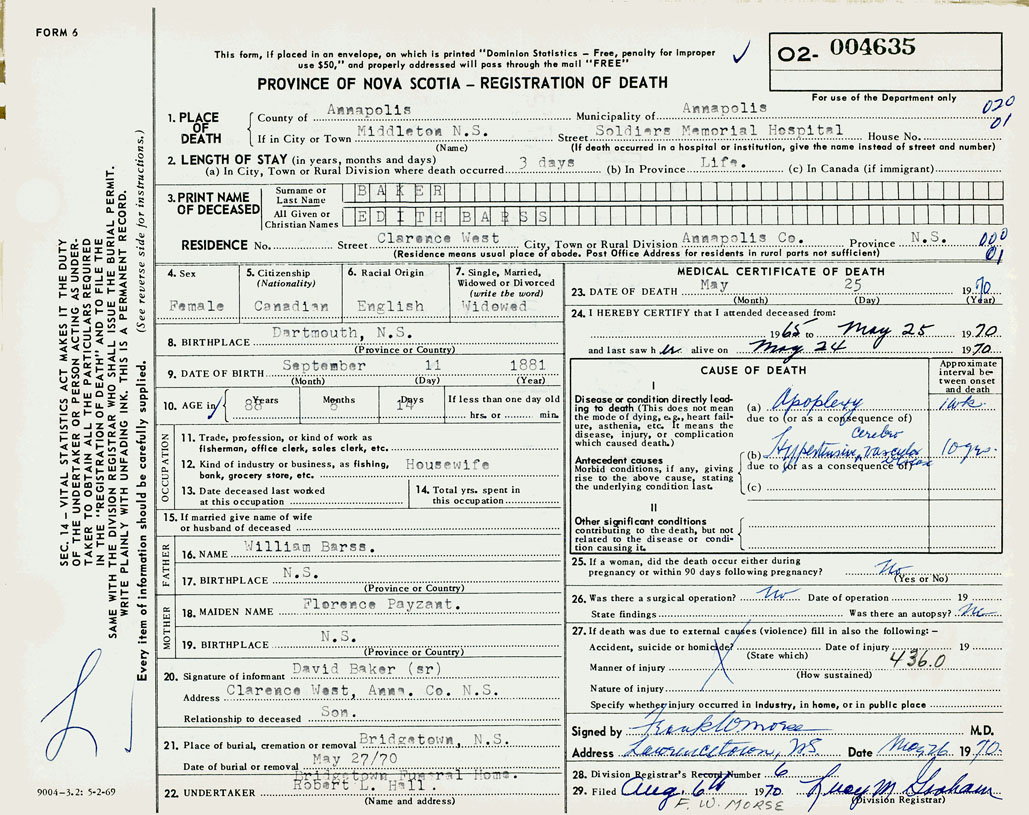 FORM 6
This form, if placed in an envelope, on which is printed "Dominion Statistics – Free, penalty for improper
use $50," and properly addressed will pass through the mail "FREE"
O2- 004635
PROVINCE OF NOVA SCOTIA – REGISTRATION OF DEATH
For use of the Department only
020
01
1. PLACE OF DEATH
County of Annapolis Municipality of Annapolis
If in City or Town Middleton N.S. Street Soldiers Memorial Hospital House No.
(Name) (If death occurred in a hospital or institution, give the name instead of street and number)
2. LENGTH OF STAY (in years, months and days)
(a) In City, Town or Rural Division where death occurred 3 days (b) In Province Life. (c) In Canada (if immigrant)
3. PRINT NAME OF DECEASED
Surname or Last Name BAKER
All Given or Christian Names EDITH BARSS
RESIDENCE No. Street Clarence West City, Town or Rural Division Annapolis Co. Province N.S.
(Residence means usual place of abode. Post Office Address for residents in rural parts not sufficient)
000
01
4. Sex
Female
5. Citizenship
(Nationality)
Canadian
6. Racial Origin
English
7. Single, Married,
Widowed or Divorced
(write the word)
Widowed
8. BIRTHPLACE Dartmouth, N.S.
(Province or Country)
9. DATE OF BIRTH September 11 1881
(Month) (Day) (Year)
10. AGE in 88 Years 8 Months 14 Days If less than one day old
hrs. or min.
OCCUPATION
11. Trade, profession, or kind of work as
fisherman, office clerk, sales clerk, etc.
12. Kind of industry or business, as fishing, Housewife
bank, grocery store, etc.
13. Date deceased last worked
at this occupation
14. Total yrs. spent in
this occupation
15. If married give name of wife
or husband of deceased
FATHER
16. NAME William Barss.
17. BIRTHPLACE N.S.
(Province or Country)
MOTHER
18. MAIDEN NAME Florence Payzant.
19. BIRTHPLACE N.S.
(Province or Country)
20. Signature of informant David Baker (sr)
Address Clarence West, Anna. Co. N.S.
Relationship to deceased Son.
21. Place of burial, cremation or removal Bridgetown, N.S.
Date of burial or removal May 27/70
Bridgetown Funeral Home.
22. UNDERTAKER Robert L. Hall.
(Name and address)
MEDICAL CERTIFICATE OF DEATH
23. DATE OF DEATH May 25 1970
(Month) (Day) (Year)
24. I HEREBY CERTIFY that I attended deceased from:
1965 to May 25 1970
and last saw her alive on May 24 1970
CAUSE OF DEATH
Approximate
interval be-
tween onset
and death
I
Disease or condition directly lead-
ing to death (This does not mean
the mode of dying, e.g., heart fail-
ure, asthenia, etc. It means the
disease, injury, or complication
which caused death.)
(a) Apoplexy 1 wk.
due to (or as a consequence of)
Antecedent causes
Morbid conditions, if any, giving
rise to the above cause, stating
the underlying condition last.
cerebro
(b) Hypertensive, vascular 10 yrs.
due to (or as a consequence of)
(c)
II
Other significant conditions
contributing to the death, but not
related to the disease or condi-
tion causing it.
25. If a woman, did the death occur either during
pregnancy or within 90 days following pregnancy? No
(Yes or No)
26. Was there a surgical operation? No Date of operation 19
State findings Was there an autopsy? No
27. If death was due to external causes (violence) fill in also the following:–
Accident, suicide or homicide? Date of injury 19
(State which)
436.0
Manner of injury
(How sustained)
Nature of injury
Specify whether injury occurred in industry, in home, or in public place
Signed by Frank W Morse M.D.
Address Lawrencetown, NS Date May 26 1970.
28. Division Registrar's Record Number 6
29. Filed Aug. 6th 1970 Lucy M Graham
F. W. MORSE (Division Registrar)
SEC. 14 – VITAL STATISTICS ACT MAKES IT THE DUTY
OF THE UNDERTAKER OR PERSON ACTING AS UNDER-
TAKER TO OBTAIN ALL THE PARTICULARS REQUIRED
IN THE "REGISTRATION OF DEATH" AND TO FILE THE
SAME WITH THE DIVISION REGISTRAR WHO SHALL ISSUE THE BURIAL PERMIT.
WRITE PLAINLY WITH UNFADING INK. THIS IS A PERMANENT RECORD.
Every item of information should be carefully supplied. (See reverse side for instructions.)
9004–3.2: 5-2-69